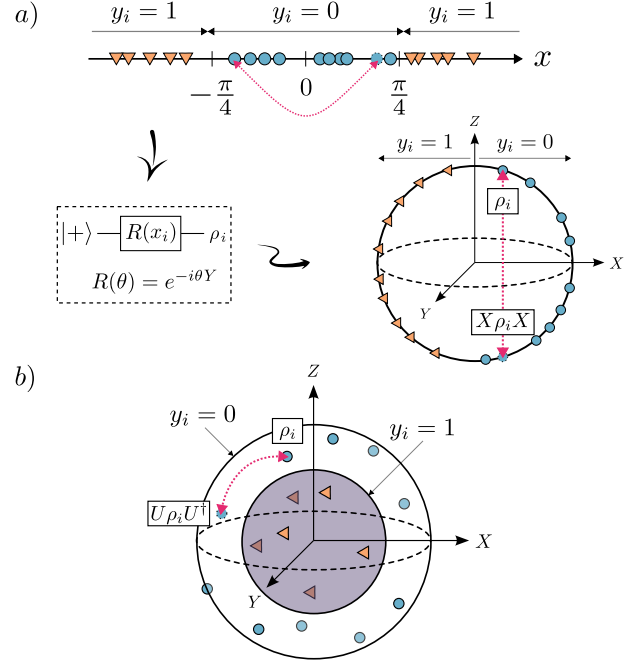 a)
y_i = 1 y_i = 0 y_i = 1
x
−π/4 0 π/4
Z
y_i = 1 y_i = 0
ρ_i
|+⟩ R(x_i) ρ_i
R(θ) = e^{−iθY}
X
Y
Xρ_iX
b)
Z
y_i = 0 y_i = 1
ρ_i
Uρ_iU†
X
Y